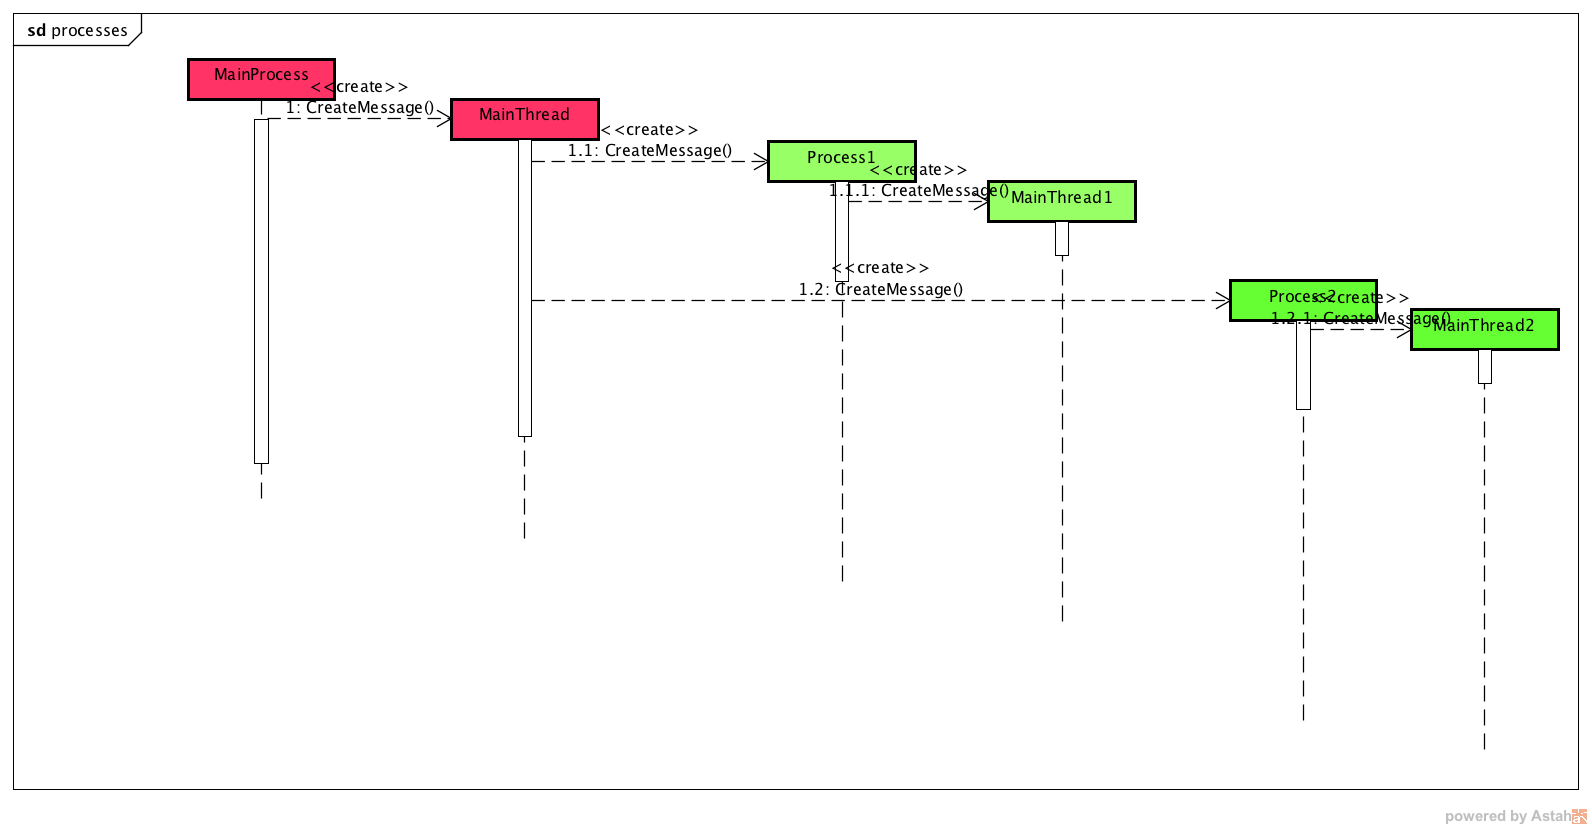 sd processes
MainProcess
<<create>>
1: CreateMessage()
MainThread
<<create>>
1.1: CreateMessage()
Process1
<<create>>
1.1.1: CreateMessage()
MainThread1
<<create>>
1.2: CreateMessage()
Process2
<<create>>
1.2.1: CreateMessage()
MainThread2
powered by Astah